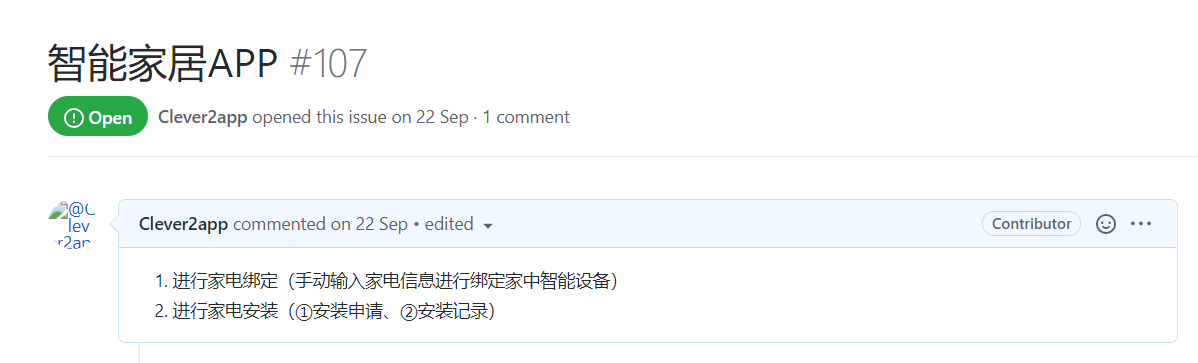 智能家居APP #107
Open Clever2app opened this issue on 22 Sep · 1 comment
@C
lever2app
Clever2app commented on 22 Sep • edited Contributor
1. 进行家电绑定（手动输入家电信息进行绑定家中智能设备）
2. 进行家电安装（①安装申请、②安装记录）